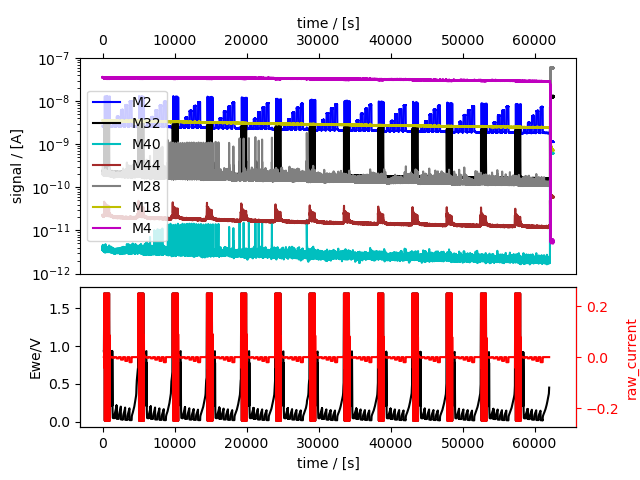 time / [s]
0 10000 20000 30000 40000 50000 60000
10⁻⁷
10⁻⁸
10⁻⁹
10⁻¹⁰
10⁻¹¹
10⁻¹²
signal / [A]
M2
M32
M40
M44
M28
M18
M4
1.5
1.0
0.5
0.0
Ewe/V
0.2
0.0
−0.2
raw_current
0 10000 20000 30000 40000 50000 60000
time / [s]